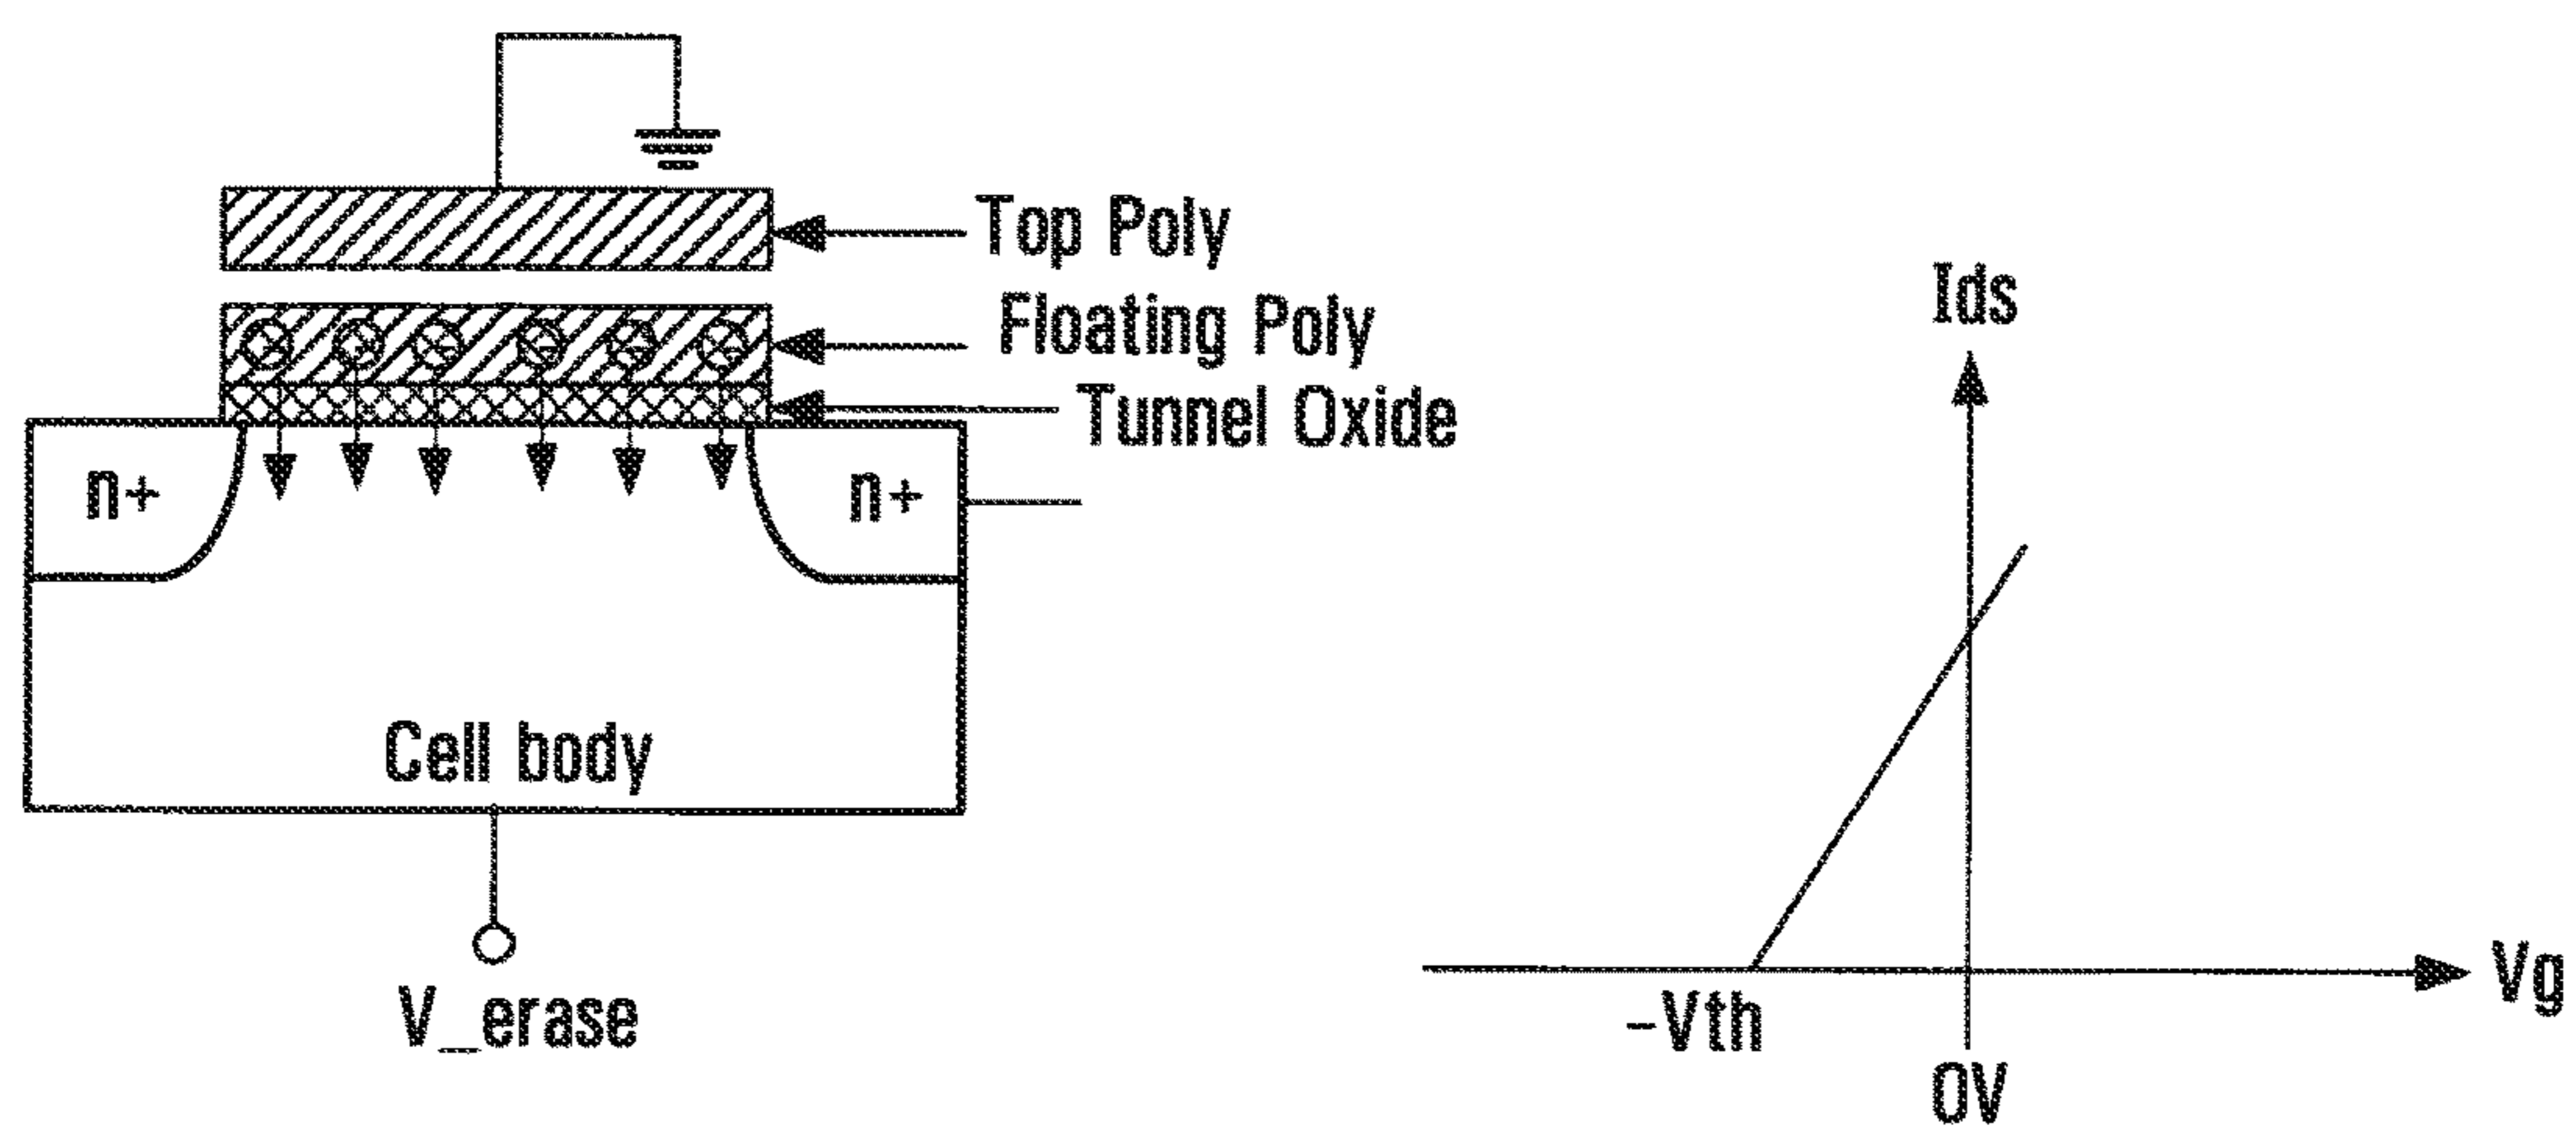 Top Poly
Floating Poly
Tunnel Oxide
n+
n+
Cell body
V_erase
Ids
Vg
-Vth
0V